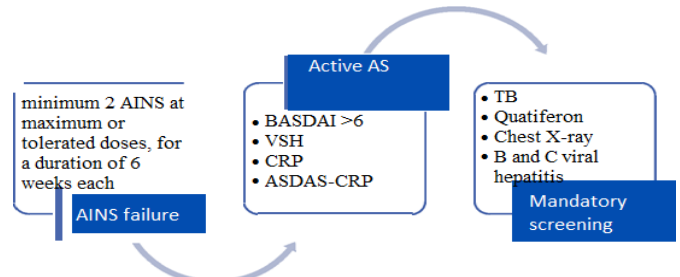 minimum 2 AINS at
maximum or
tolerated doses, for
a duration of 6
weeks each
AINS failure
Active AS
• BASDAI >6
• VSH
• CRP
• ASDAS-CRP
• TB
• Quatiferon
• Chest X-ray
• B and C viral
hepatitis
Mandatory
screening